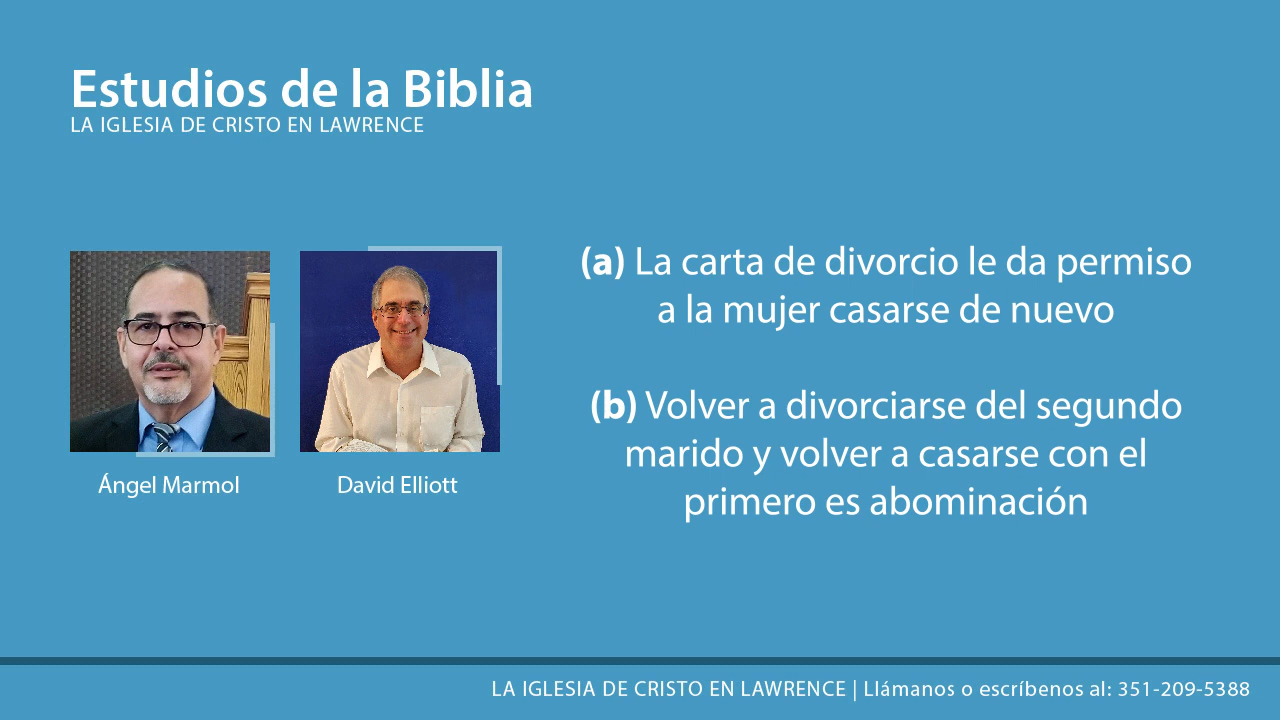 Estudios de la Biblia
LA IGLESIA DE CRISTO EN LAWRENCE
Ángel Marmol
David Elliott
(a) La carta de divorcio le da permiso
a la mujer casarse de nuevo
(b) Volver a divorciarse del segundo
marido y volver a casarse con el
primero es abominación
LA IGLESIA DE CRISTO EN LAWRENCE | Llámanos o escríbenos al: 351-209-5388